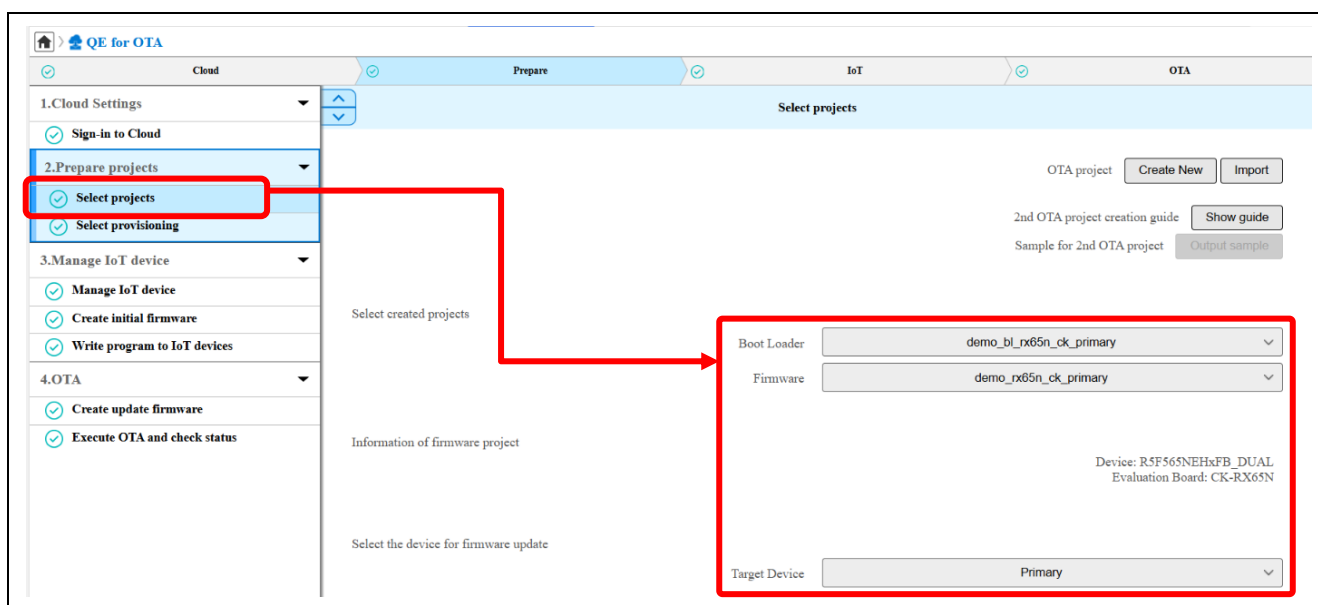 QE for OTA
Cloud
Prepare
IoT
OTA
1.Cloud Settings
Sign-in to Cloud
2.Prepare projects
Select projects
Select provisioning
3.Manage IoT device
Manage IoT device
Create initial firmware
Write program to IoT devices
4.OTA
Create update firmware
Execute OTA and check status
Select projects
OTA project Create New Import
2nd OTA project creation guide Show guide
Sample for 2nd OTA project Output sample
Select created projects
Boot Loader demo_bl_rx65n_ck_primary
Firmware demo_rx65n_ck_primary
Information of firmware project
Device: R5F565NEHxFB_DUAL
Evaluation Board: CK-RX65N
Select the device for firmware update
Target Device Primary